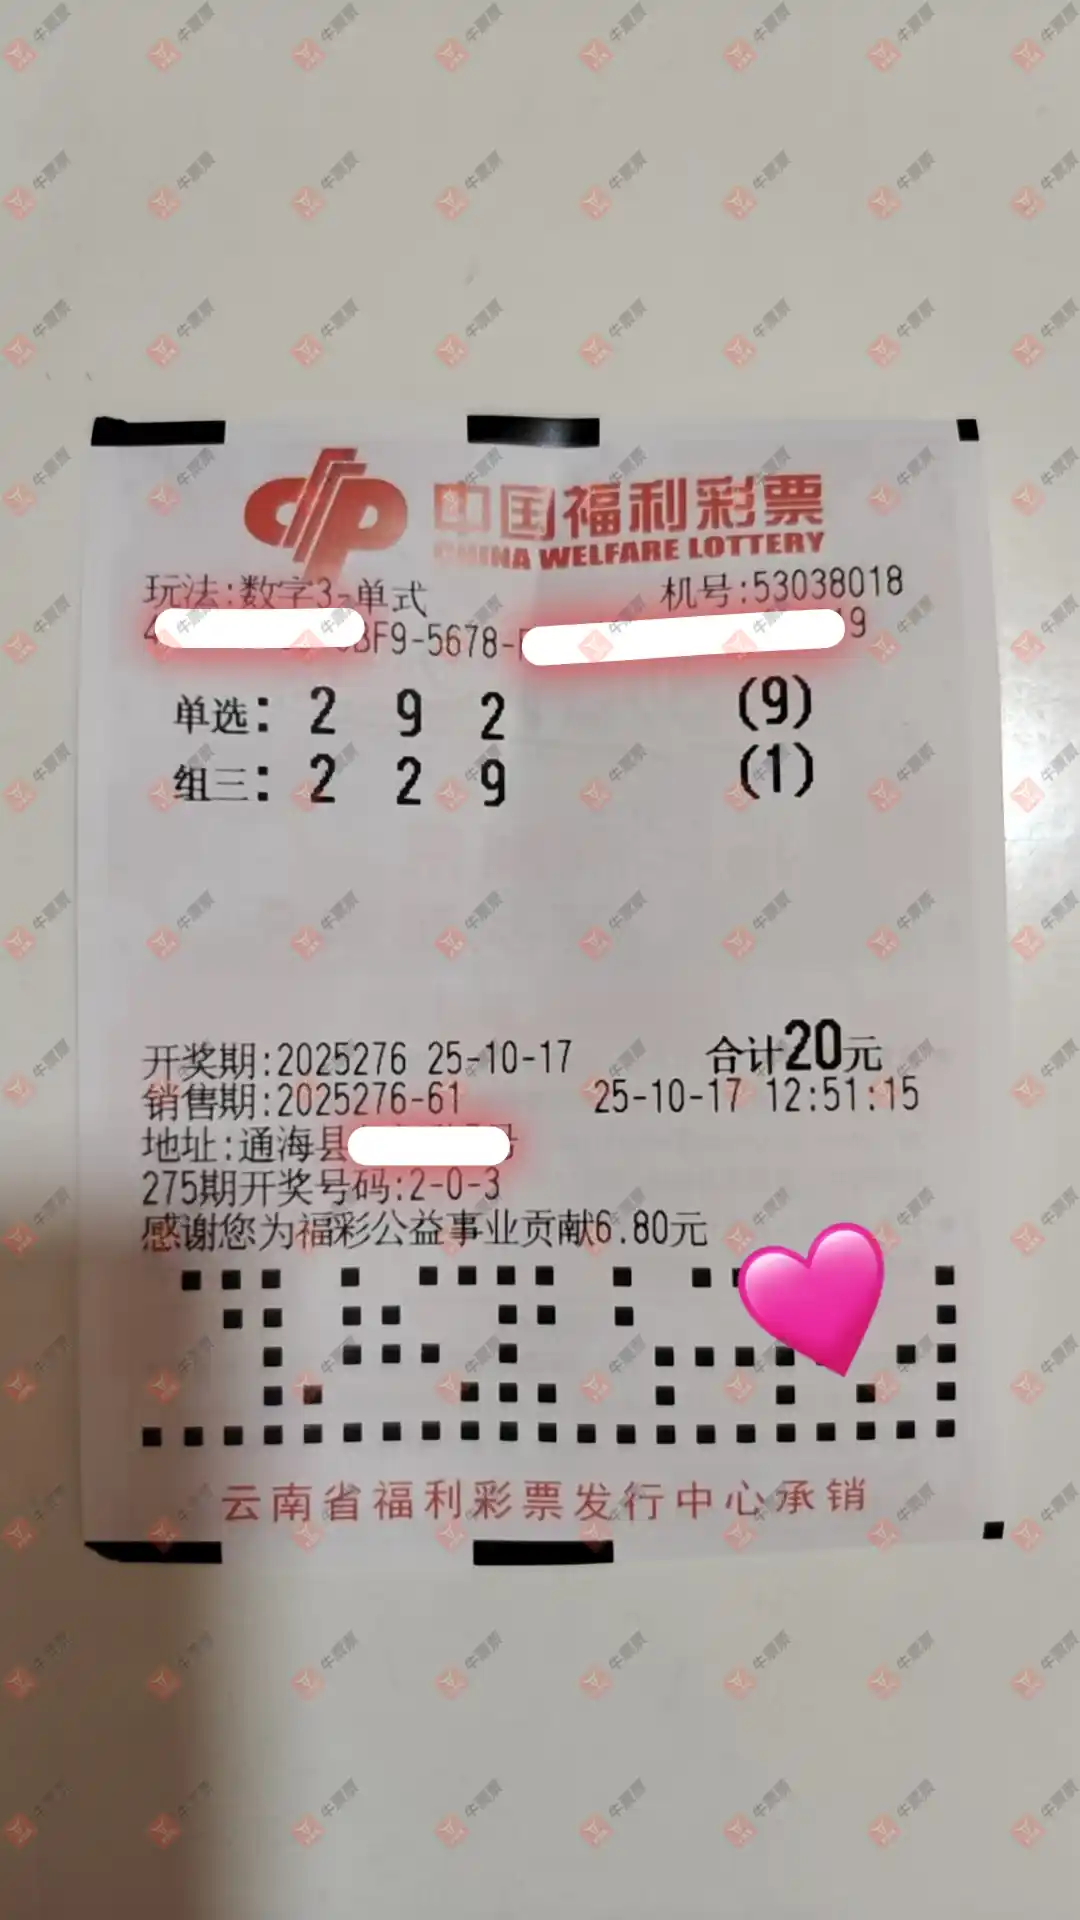 中国福利彩票
CHINA WELFARE LOTTERY
玩法:数字3-单式 机号:53038018
BF9-5678- 9
单选: 2 9 2 (9)
组三: 2 2 9 (1)
开奖期:2025276 25-10-17 合计20元
销售期:2025276-61 25-10-17 12:51:15
地址:通海县
275期开奖号码:2-0-3
感谢您为福彩公益事业贡献6.80元
云南省福利彩票发行中心承销
牛票票